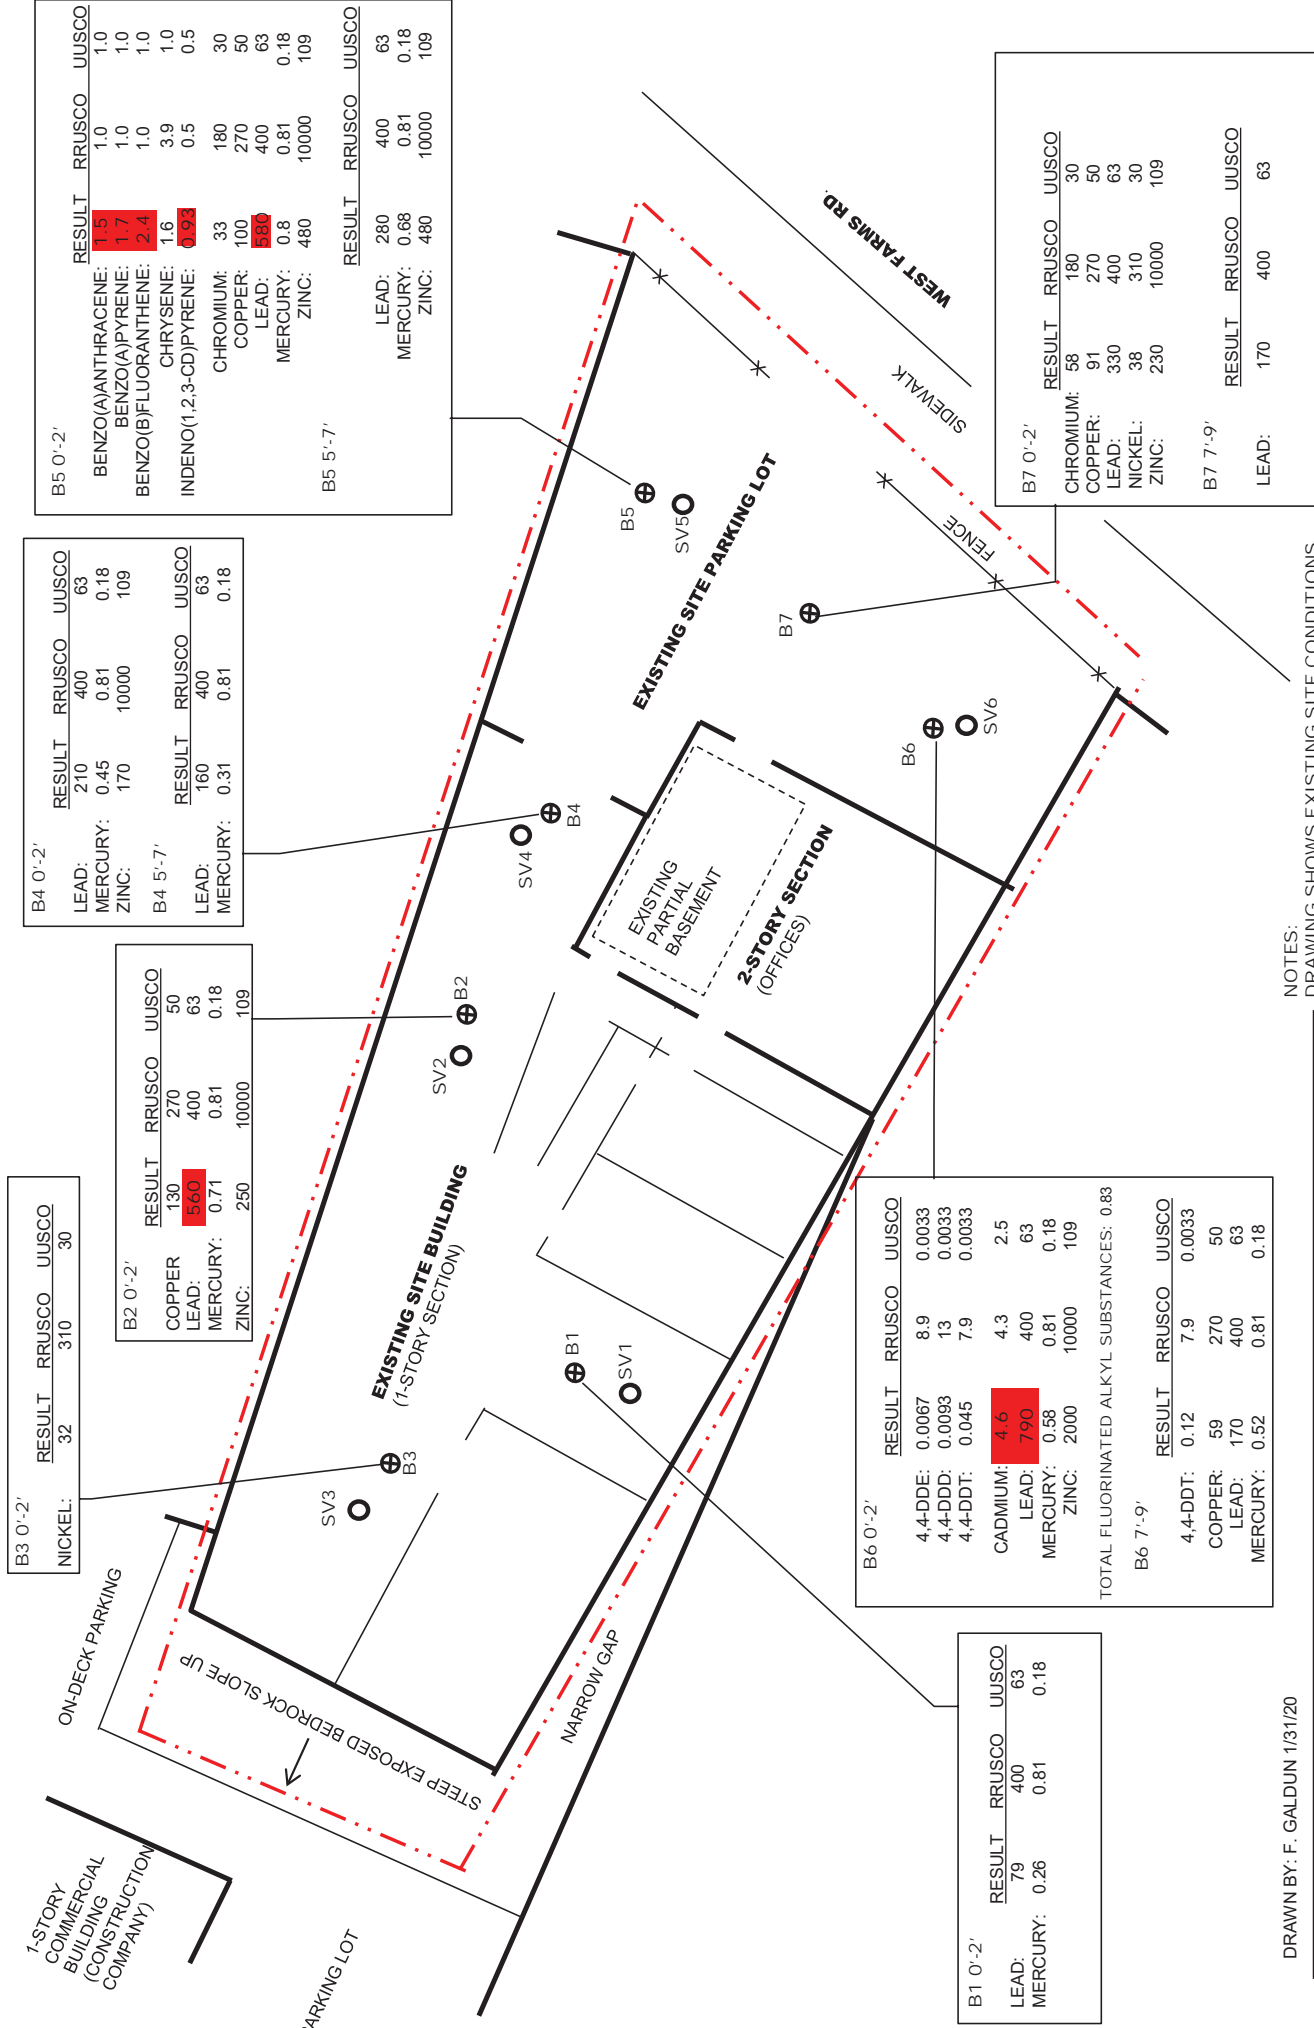 B3 0'-2'
RESULT RRUSCO UUSCO
NICKEL: 32 310 30
B2 0'-2'
RESULT RRUSCO UUSCO
COPPER 130 270 50
LEAD: 560 400 63
MERCURY: 0.71 0.81 0.18
ZINC: 250 10000 109
B4 0'-2'
RESULT RRUSCO UUSCO
LEAD: 210 400 63
MERCURY: 0.45 0.81 0.18
ZINC: 170 10000 109
B4 5'-7'
RESULT RRUSCO UUSCO
LEAD: 160 400 63
MERCURY: 0.31 0.81 0.18
B5 0'-2'
RESULT RRUSCO UUSCO
BENZO(A)ANTHRACENE: 1.5 1.0 1.0
BENZO(A)PYRENE: 1.7 1.0 1.0
BENZO(B)FLUORANTHENE: 2.4 1.0 1.0
CHRYSENE: 1.6 3.9 1.0
INDENO(1,2,3-CD)PYRENE: 0.93 0.5 0.5
CHROMIUM: 33 180 30
COPPER: 100 270 50
LEAD: 580 400 63
MERCURY: 0.8 0.81 0.18
ZINC: 480 10000 109
B5 5'-7'
RESULT RRUSCO UUSCO
LEAD: 280 400 63
MERCURY: 0.68 0.81 0.18
ZINC: 480 10000 109
1-STORY
COMMERCIAL
BUILDING
(CONSTRUCTION
COMPANY)
ON-DECK PARKING
PARKING LOT
STEEP EXPOSED BEDROCK SLOPE UP
NARROW GAP
SV3
B3
EXISTING SITE BUILDING
(1-STORY SECTION)
B1
SV1
SV2
B2
SV4
B4
EXISTING
PARTIAL
BASEMENT
2-STORY SECTION
(OFFICES)
EXISTING SITE PARKING LOT
B5
SV5
B7
B6
SV6
FENCE
SIDEWALK
WEST FARMS RD.
B1 0'-2'
RESULT RRUSCO UUSCO
LEAD: 79 400 63
MERCURY: 0.26 0.81 0.18
B6 0'-2'
RESULT RRUSCO UUSCO
4,4-DDE: 0.0067 8.9 0.0033
4,4-DDD: 0.0093 13 0.0033
4,4-DDT: 0.045 7.9 0.0033
CADMIUM: 4.6 4.3 2.5
LEAD: 790 400 63
MERCURY: 0.58 0.81 0.18
ZINC: 2000 10000 109
TOTAL FLUORINATED ALKYL SUBSTANCES: 0.83
B6 7'-9'
RESULT RRUSCO UUSCO
4,4-DDT: 0.12 7.9 0.0033
COPPER: 59 270 50
LEAD: 170 400 63
MERCURY: 0.52 0.81 0.18
B7 0'-2'
RESULT RRUSCO UUSCO
CHROMIUM: 58 180 30
COPPER: 91 270 50
LEAD: 330 400 63
NICKEL: 38 310 30
ZINC: 230 10000 109
B7 7'-9'
RESULT RRUSCO UUSCO
LEAD: 170 400 63
DRAWN BY: F. GALDUN 1/31/20
NOTES:
DRAWING SHOWS EXISTING SITE CONDITIONS